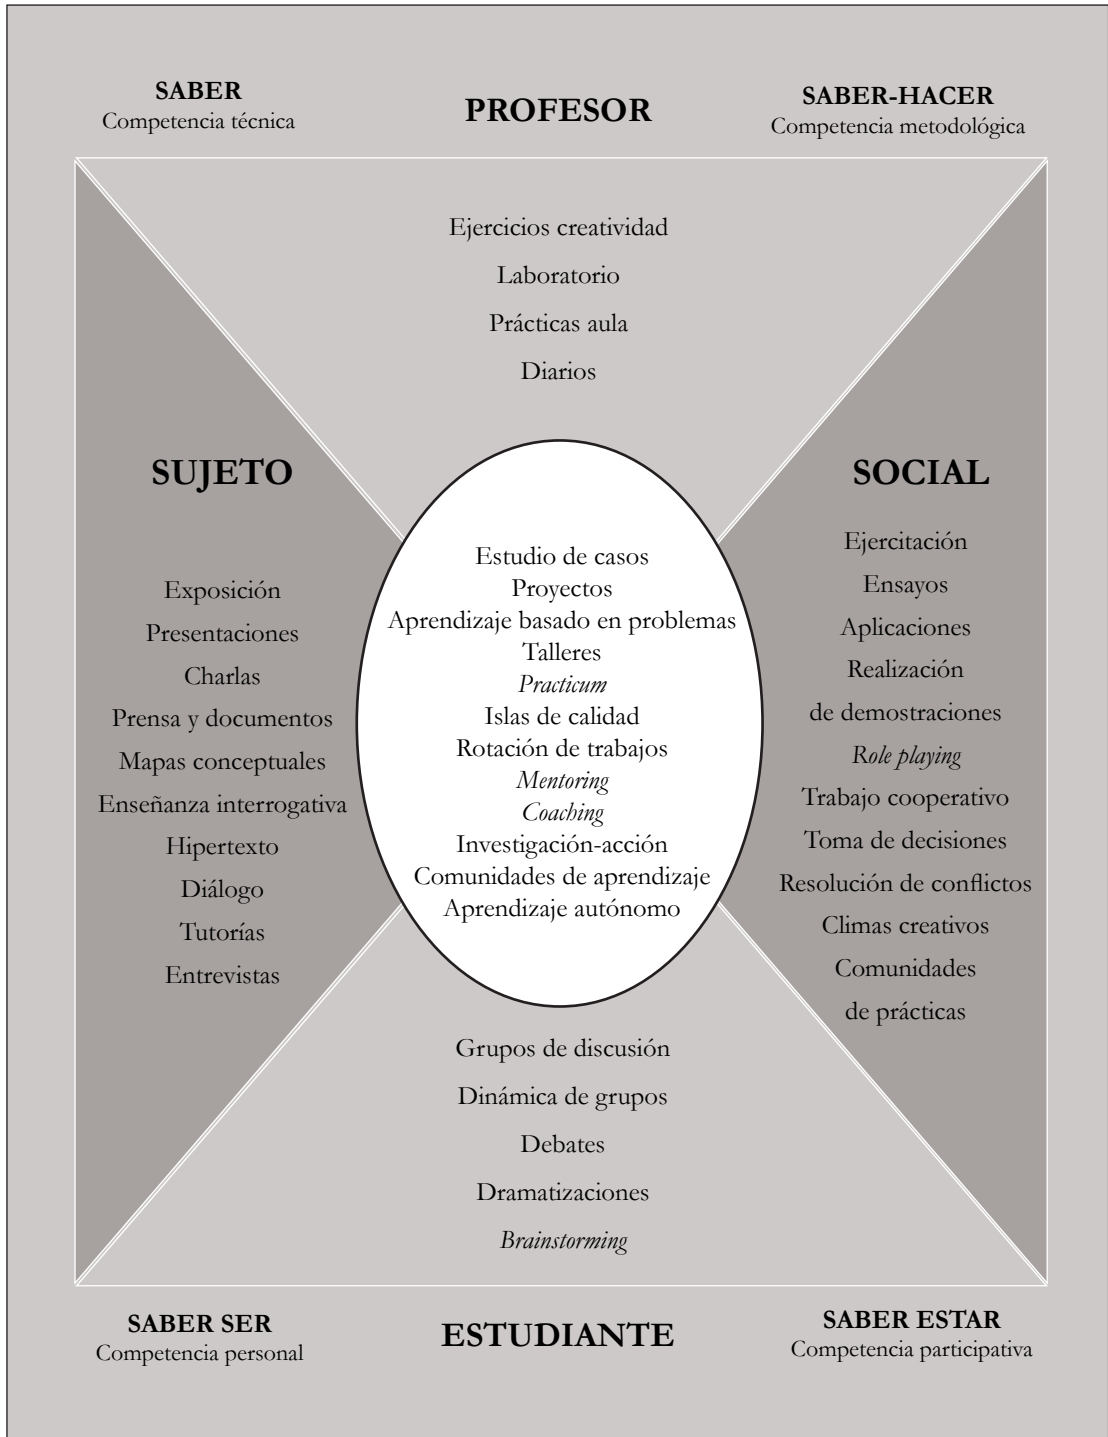 SABER
Competencia técnica
PROFESOR
SABER-HACER
Competencia metodológica
Ejercicios creatividad
Laboratorio
Prácticas aula
Diarios
SUJETO
Exposición
Presentaciones
Charlas
Prensa y documentos
Mapas conceptuales
Enseñanza interrogativa
Hipertexto
Diálogo
Tutorías
Entrevistas
Estudio de casos
Proyectos
Aprendizaje basado en problemas
Talleres
Practicum
Islas de calidad
Rotación de trabajos
Mentoring
Coaching
Investigación-acción
Comunidades de aprendizaje
Aprendizaje autónomo
SOCIAL
Ejercitación
Ensayos
Aplicaciones
Realización
de demostraciones
Role playing
Trabajo cooperativo
Toma de decisiones
Resolución de conflictos
Climas creativos
Comunidades
de prácticas
Grupos de discusión
Dinámica de grupos
Debates
Dramatizaciones
Brainstorming
SABER SER
Competencia personal
ESTUDIANTE
SABER ESTAR
Competencia participativa